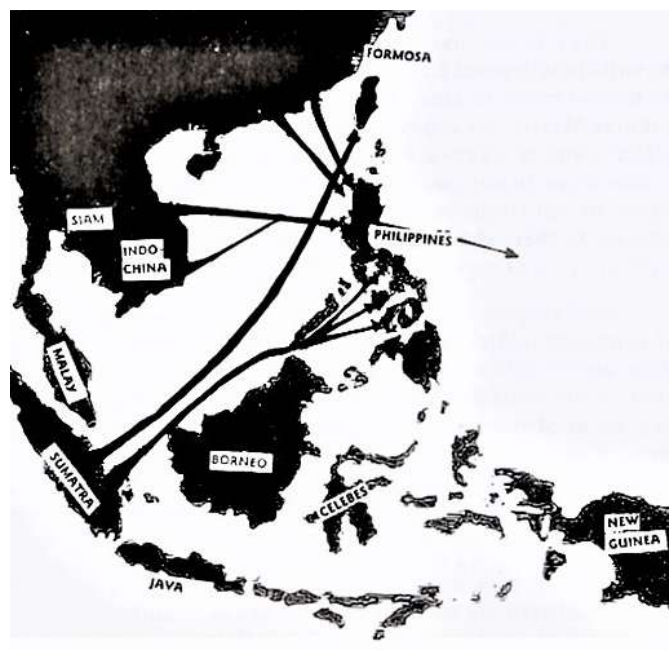 FORMOSA
SIAM
INDO-
CHINA
PHILIPPINES
MALAY
SUMATRA
BORNEO
CELEBES
NEW
GUINEA
JAVA